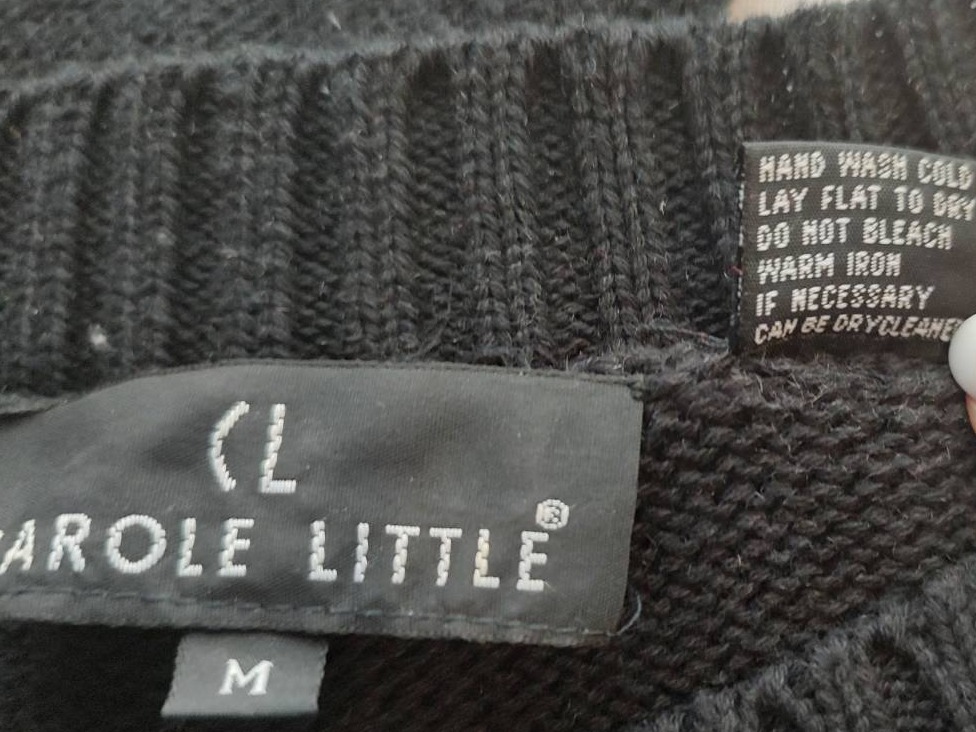 HAND WASH COLD
LAY FLAT TO DRY
DO NOT BLEACH
WARM IRON
IF NECESSARY
CAN BE DRYCLEANE
CL
AROLE LITTLE®
M